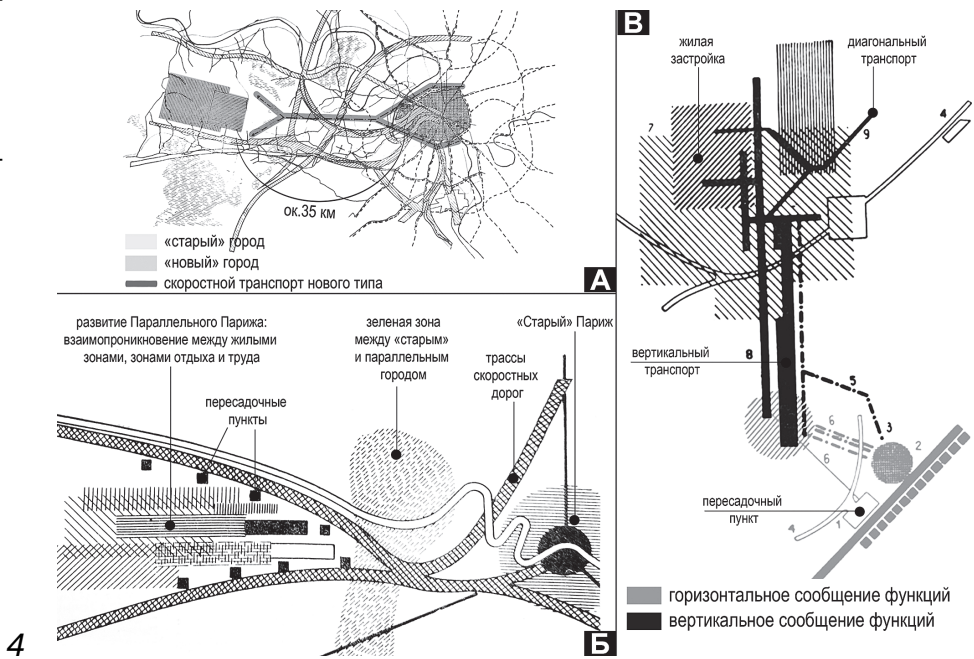 ок.35 км
«старый» город
«новый» город
скоростной транспорт нового типа
А
развитие Параллельного Парижа:
взаимопроникновение между жилыми
зонами, зонами отдыха и труда
пересадочные
пункты
зеленая зона
между «старым»
и параллельным
городом
трассы
скоростных
дорог
«Старый» Париж
Б
4
В
жилая
застройка
диагональный
транспорт
7
9
4
вертикальный
транспорт
8
5
3
6
6
2
пересадочный
пункт
1
4
горизонтальное сообщение функций
вертикальное сообщение функций